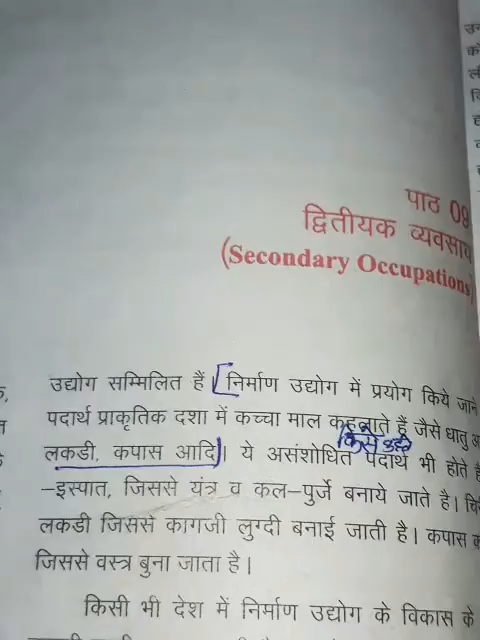 पाठ 09
द्वितीयक व्यवसाय
(Secondary Occupations)
उद्योग सम्मिलित हैं। निर्माण उद्योग में प्रयोग किये जाने
पदार्थ प्राकृतिक दशा में कच्चा माल कहलाते हैं जैसे धातु
किसे कहते
लकडी, कपास आदि। ये असंशोधित पदार्थ भी होते
–इस्पात, जिससे यंत्र व कल–पुर्जे बनाये जाते है।
लकडी जिससे कागजी लुग्दी बनाई जाती है। कपास
जिससे वस्त्र बुना जाता है।
किसी भी देश में निर्माण उद्योग के विकास के